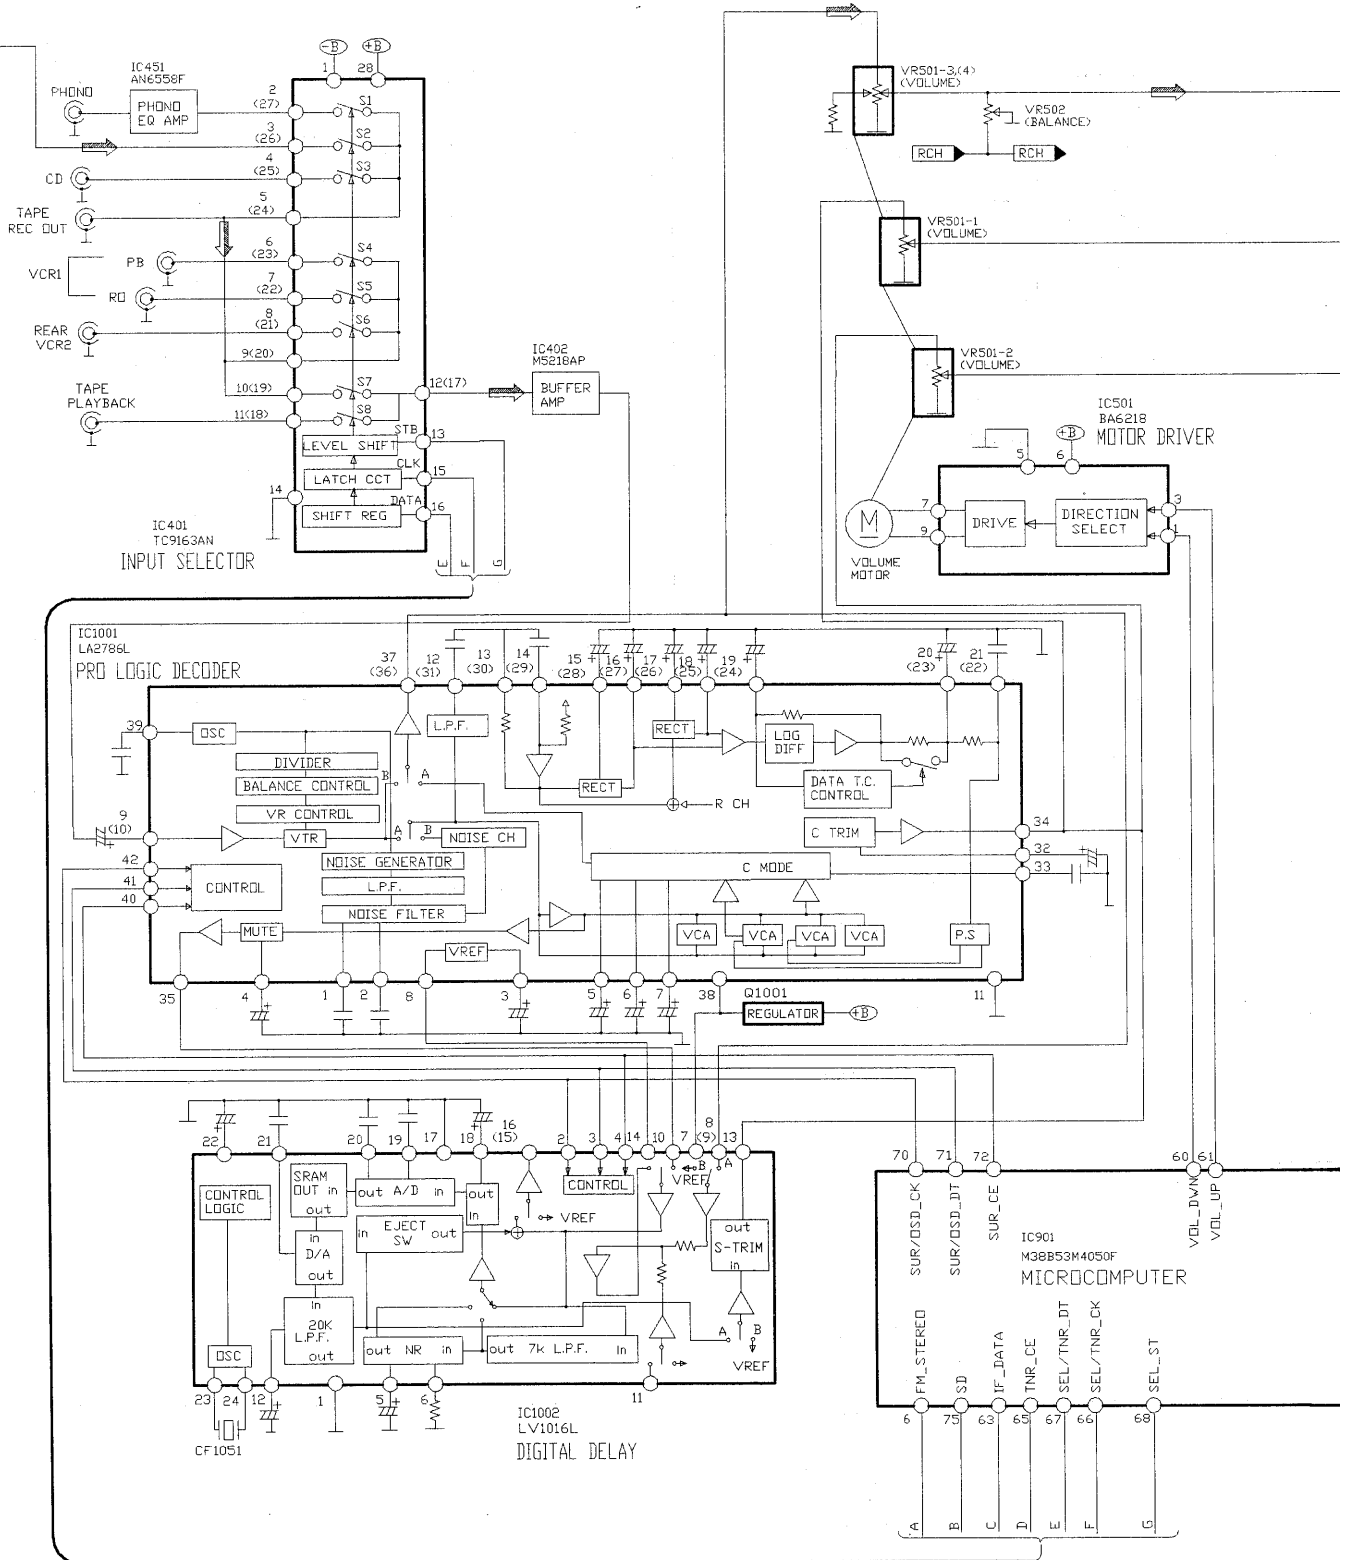 -B
+B
1
28
IC451
AN6558F
PHONO
PHONO
EQ AMP
2
(27)
S1
3
(26)
S2
4
(25)
S3
CD
5
(24)
TAPE
REC OUT
6
(23)
S4
VCR1
PB
7
(22)
S5
RO
8
(21)
S6
REAR
VCR2
9(20)
10(19)
S7
12(17)
TAPE
PLAYBACK
11(18)
S8
IC402
M5218AP
BUFFER
AMP
STB
13
LEVEL SHIFT
CLK
15
LATCH CCT
14
DATA
16
SHIFT REG
IC401
TC9163AN
INPUT SELECTOR
E
F
G
VR501-3,(4)
(VOLUME)
VR502
(BALANCE)
RCH
RCH
VR501-1
(VOLUME)
VR501-2
(VOLUME)
IC501
BA6218
MOTOR DRIVER
+B
5
6
7
9
3
1
M
VOLUME
MOTOR
DRIVE
DIRECTION
SELECT
IC1001
LA2786L
PRO LOGIC DECODER
37
(36)
12
(31)
13
(30)
14
(29)
15
(28)
16
(27)
17
(26)
18
(25)
19
(24)
20
(23)
21
(22)
39
OSC
L.P.F.
RECT
LOG
DIFF
DIVIDER
BALANCE CONTROL
B
A
RECT
DATA T.C.
CONTROL
R CH
VR CONTROL
9
(10)
VTR
A
B
NOISE CH
C TRIM
34
32
33
42
41
40
CONTROL
NOISE GENERATOR
L.P.F.
NOISE FILTER
C MODE
MUTE
VREF
VCA
VCA
VCA
VCA
P.S
35
4
1
2
8
3
5
6
7
38
11
Q1001
REGULATOR
+B
22
21
20
19
17
18
16
(15)
2
3
4
14
10
7
8
(9)
13
CONTROL
LOGIC
SRAM
OUT in
out
out A/D in
out
in
CONTROL
B
A
VREF
VREF
in
EJECT
SW
out
in
D/A
out
out
S-TRIM
in
in
20K
L.P.F.
out
OSC
out NR in
out 7k L.P.F. in
A
B
VREF
23
24
12
1
5
6
11
CF1051
IC1002
LV1016L
DIGITAL DELAY
70
71
72
60
61
SUR/OSD_CK
SUR/OSD_DT
SUR_CE
VOL_DWN
VOL_UP
IC901
M38B53M4050F
MICROCOMPUTER
FM_STEREO
SD
IF_DATA
TNR_CE
SEL/TNR_DT
SEL/TNR_CK
SEL_ST
6
75
63
65
67
66
68
A
B
C
D
E
F
G